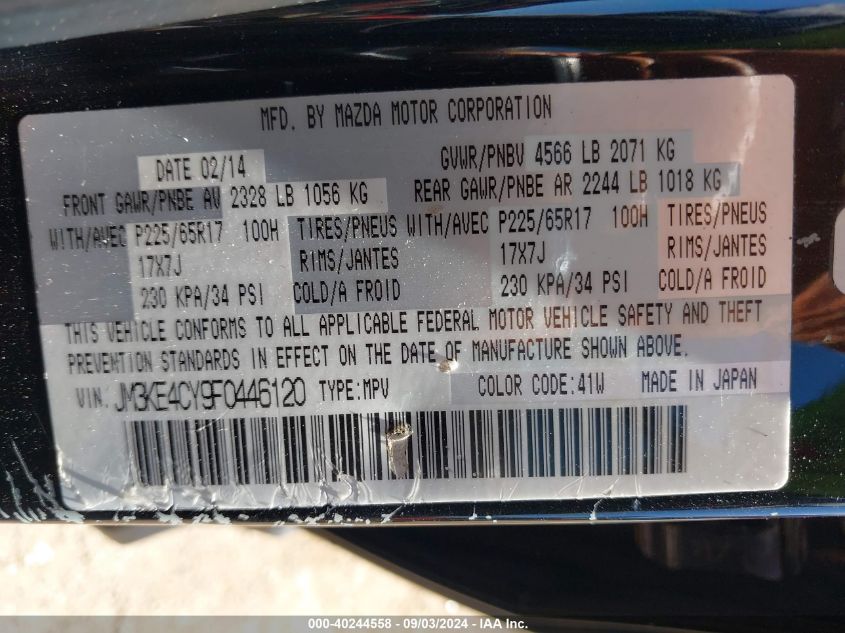 MFD. BY MAZDA MOTOR CORPORATION
DATE 02/14 GVWR/PNBV 4566 LB 2071 KG
FRONT GAWR/PNBE AV 2328 LB 1056 KG REAR GAWR/PNBE AR 2244 LB 1018 KG
WITH/AVEC P225/65R17 100H TIRES/PNEUS WITH/AVEC P225/65R17 100H TIRES/PNEUS
17X7J RIMS/JANTES 17X7J RIMS/JANTES
230 KPA/34 PSI COLD/A FROID 230 KPA/34 PSI COLD/A FROID
THIS VEHICLE CONFORMS TO ALL APPLICABLE FEDERAL MOTOR VEHICLE SAFETY AND THEFT
PREVENTION STANDARDS IN EFFECT ON THE DATE OF MANUFACTURE SHOWN ABOVE.
VIN. JM3KE4CY9F0446120 TYPE:MPV COLOR CODE:41W MADE IN JAPAN
000-40244558 - 09/03/2024 - IAA Inc.